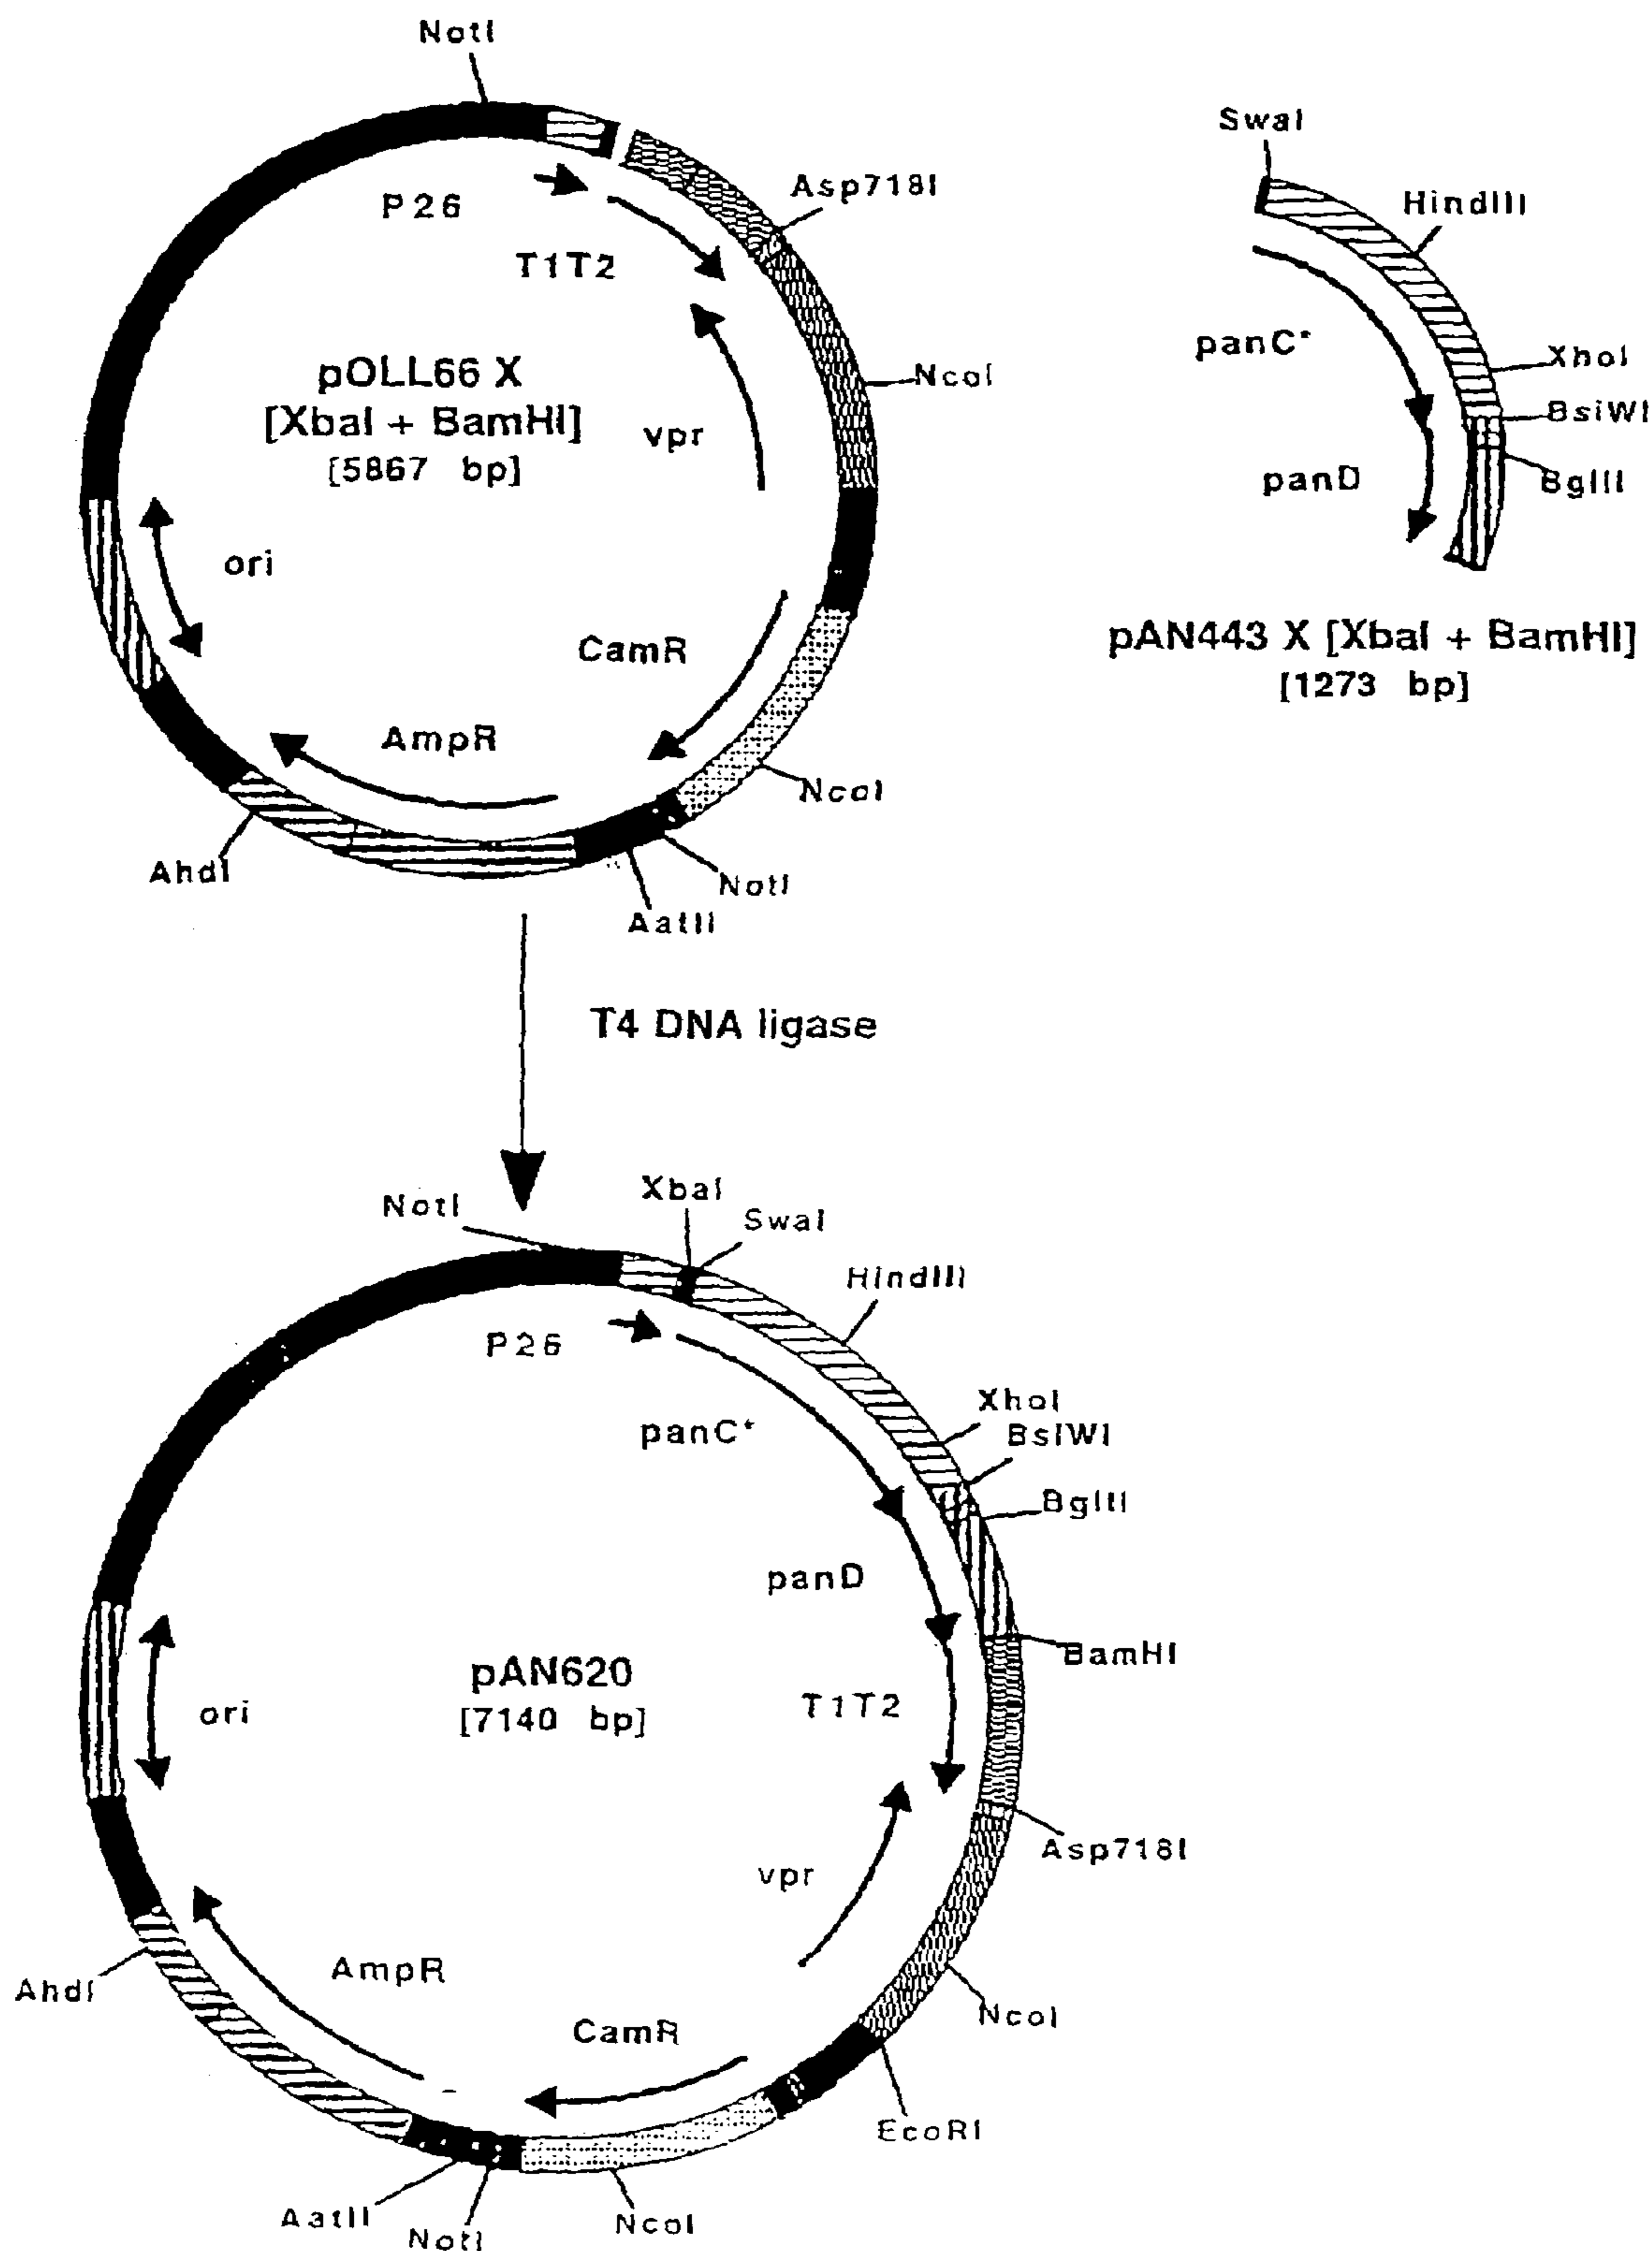 NotI
P26
T1T2
Asp718I
pOLL66 X
[XbaI + BamHI]
[5867 bp]
vpr
NcoI
ori
CamR
AmpR
NcoI
AhdI
NotI
AatII
SwaI
HindIII
panC*
XhoI
BsiWI
panD
BglII
pAN443 X [XbaI + BamHI]
[1273 bp]
T4 DNA ligase
NotI
XbaI
SwaI
HindIII
P26
XhoI
BsiWI
panC*
BglII
panD
BamHI
pAN620
[7140 bp]
T1T2
ori
Asp718I
vpr
AmpR
AhdI
NcoI
CamR
EcoRI
AatII
NotI
NcoI